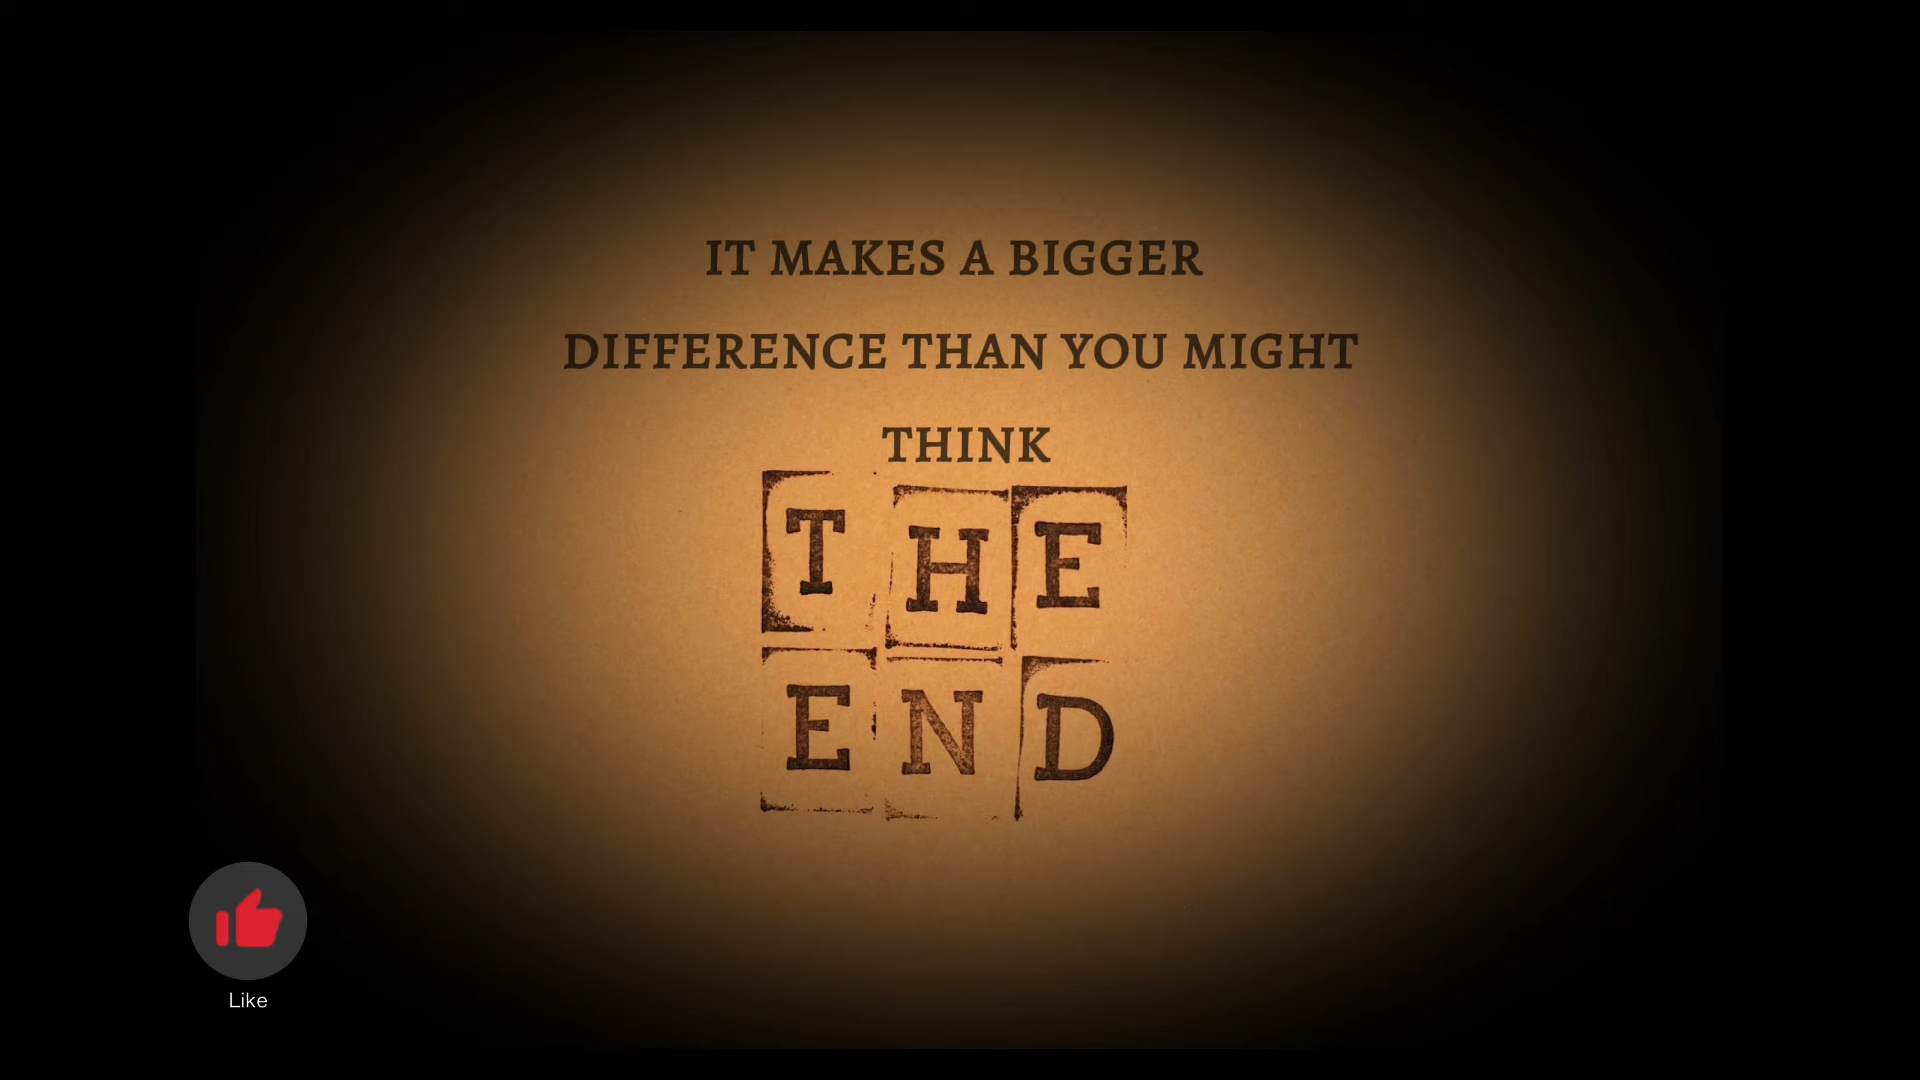 IT MAKES A BIGGER
DIFFERENCE THAN YOU MIGHT
THINK
THE
END
Like